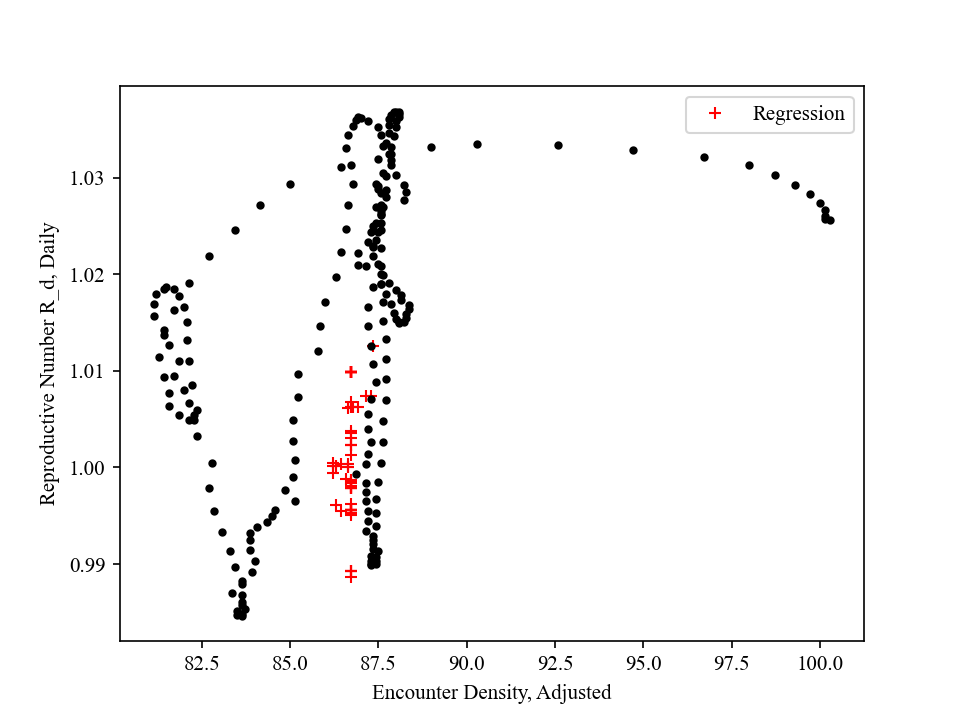 Regression
1.03
1.02
1.01
1.00
0.99
Reproductive Number R_d, Daily
82.5 85.0 87.5 90.0 92.5 95.0 97.5 100.0
Encounter Density, Adjusted